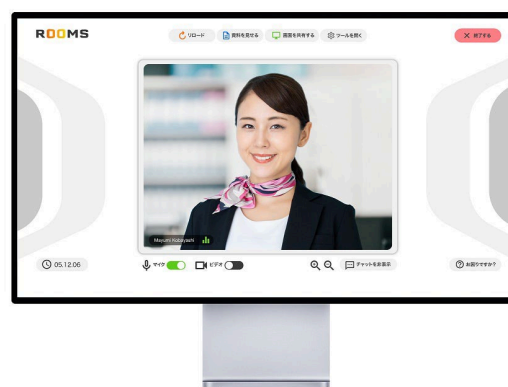 ROOMS
リロード
資料を見せる
画面を共有する
ツールを開く
終了する
Mayumi Kobayashi
05.12.06
マイク
ビデオ
チャットを非表示
お困りですか?